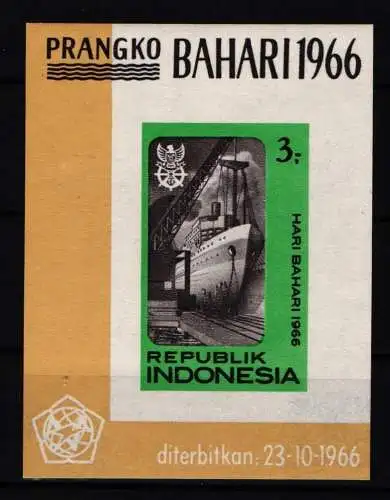 PRANGKO BAHARI 1966
3:-
HARI BAHARI 1966
REPUBLIK
INDONESIA
diterbitkan: 23-10-1966